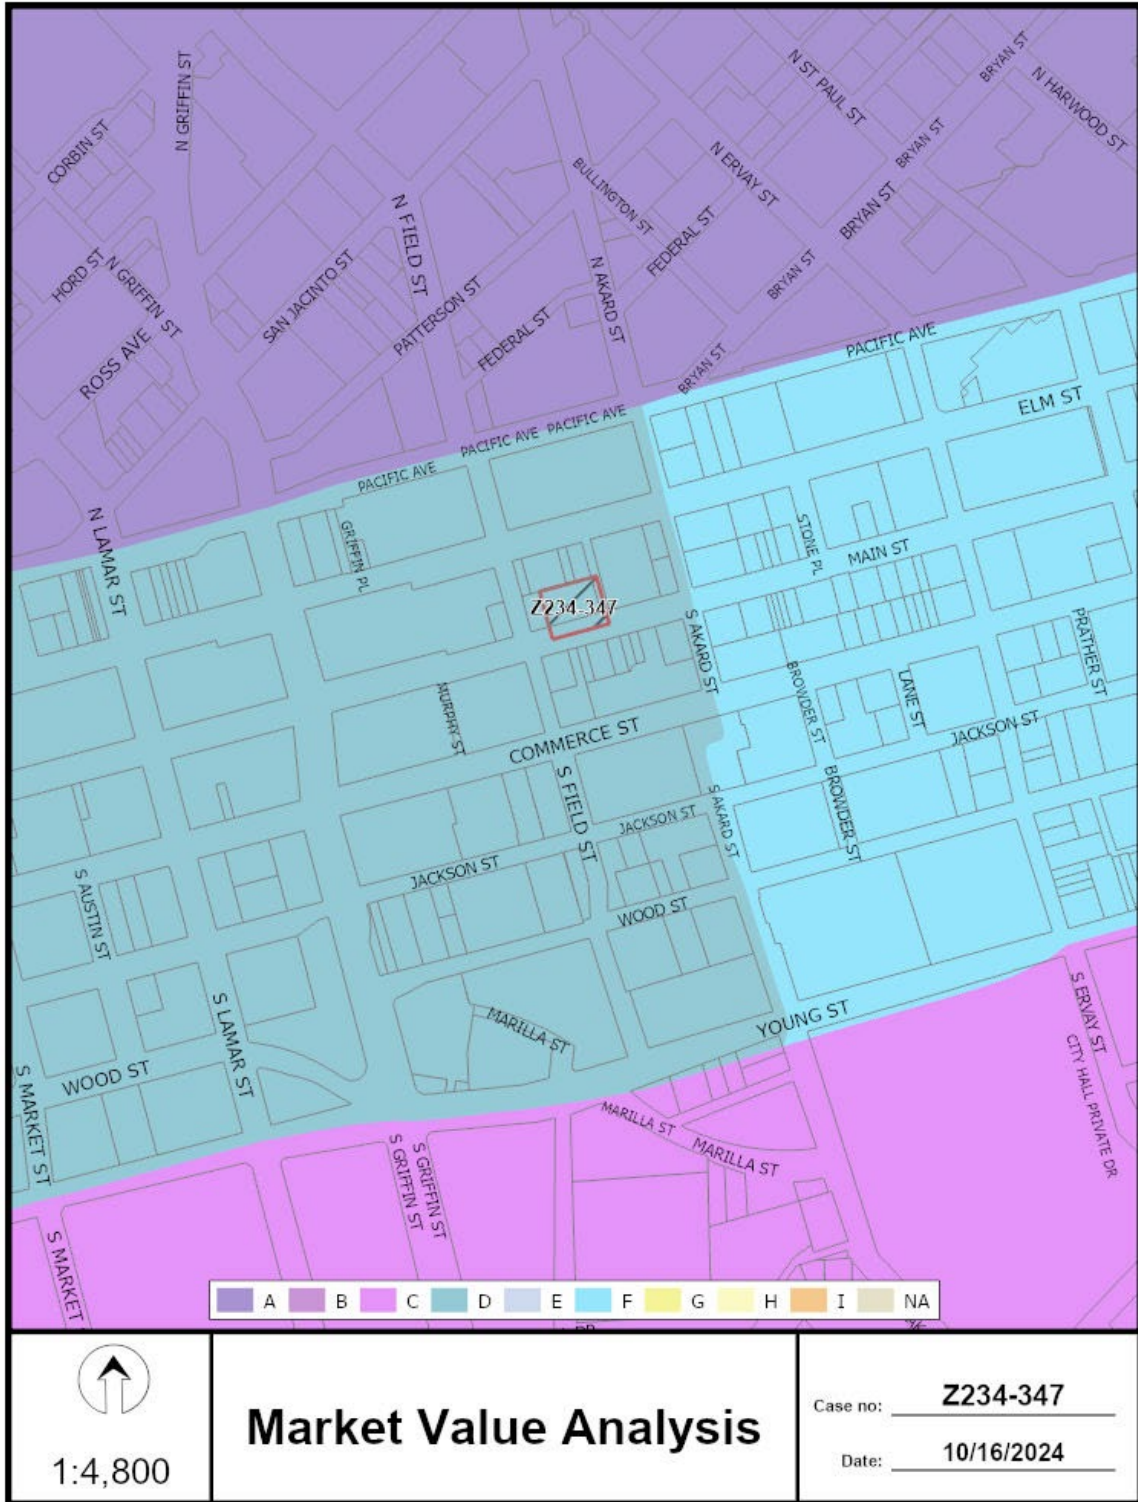 N GRIFFIN ST
CORBIN ST
N ST PAUL ST
BRYAN ST
N HARWOOD ST
BRYAN ST
N ERVAY ST
BULLINGTON ST
BRYAN ST
N FIELD ST
FEDERAL ST
HORD ST
N GRIFFIN ST
SAN JACINTO ST
N AKARD ST
BRYAN ST
PATTERSON ST
FEDERAL ST
ROSS AVE
PACIFIC AVE
BRYAN ST
ELM ST
PACIFIC AVE
PACIFIC AVE
PACIFIC AVE
N LAMAR ST
GRIFFIN PL
STONE PL
MAIN ST
Z234-347
S AKARD ST
PRATHER ST
MURPHY ST
BROWDER ST
LANE ST
COMMERCE ST
JACKSON ST
S FIELD ST
BROWDER ST
JACKSON ST
S AKARD ST
JACKSON ST
S AUSTIN ST
WOOD ST
S LAMAR ST
MARILLA ST
YOUNG ST
S ERVAY ST
WOOD ST
CITY HALL PRIVATE DR
S MARKET ST
MARILLA ST
MARILLA ST
S GRIFFIN ST
S GRIFFIN ST
S MARKET
A B C D E F G H I NA
1:4,800
Market Value Analysis
Case no: Z234-347
Date: 10/16/2024